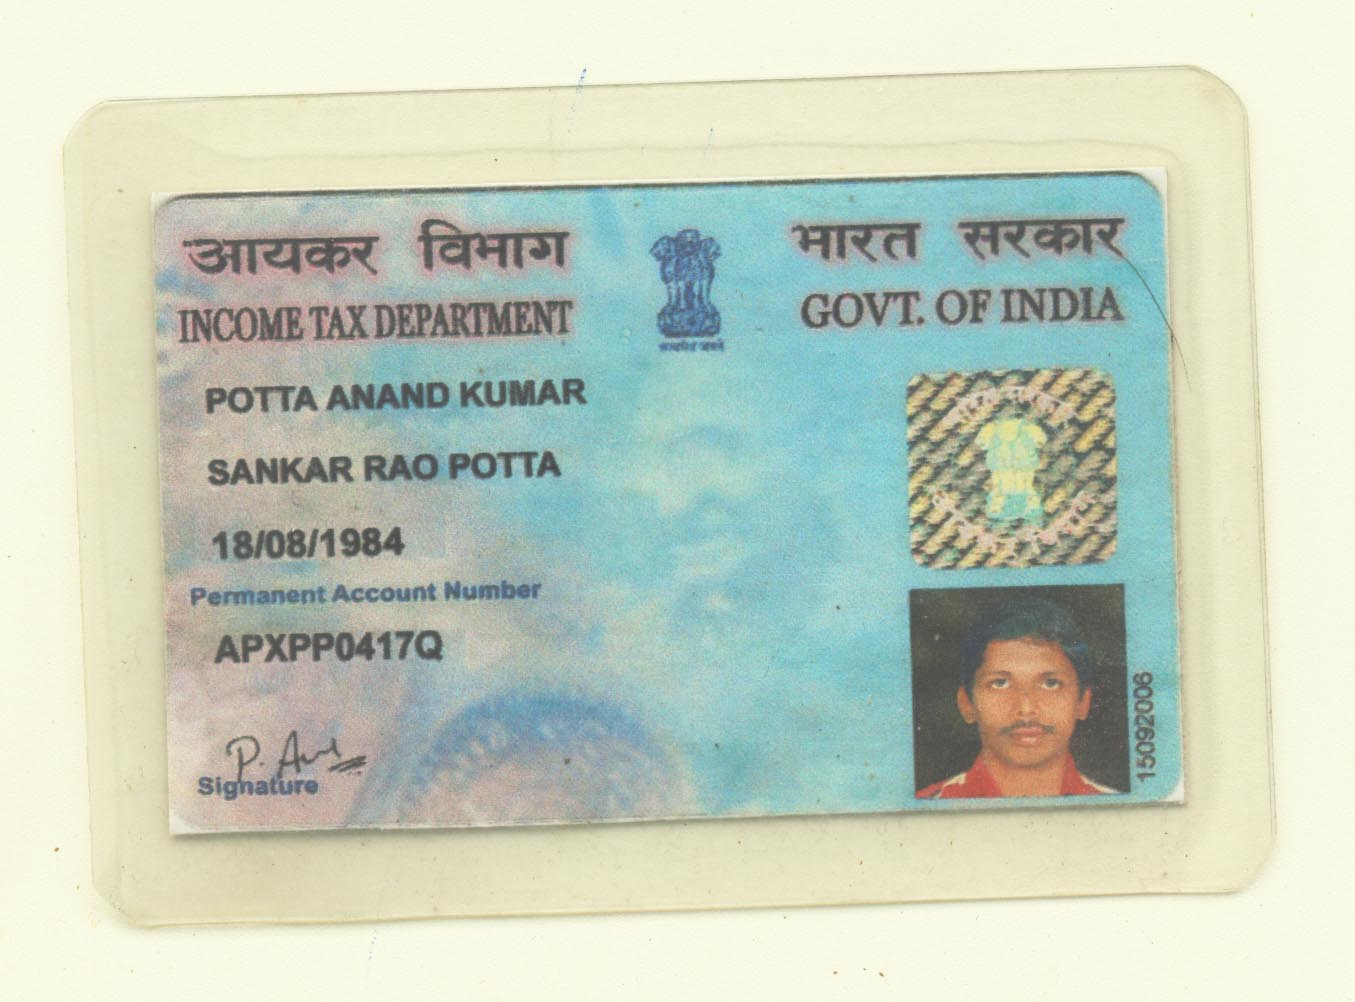 आयकर विभाग
INCOME TAX DEPARTMENT
भारत सरकार
GOVT. OF INDIA
POTTA ANAND KUMAR
SANKAR RAO POTTA
18/08/1984
Permanent Account Number
APXPP0417Q
Signature
15092006